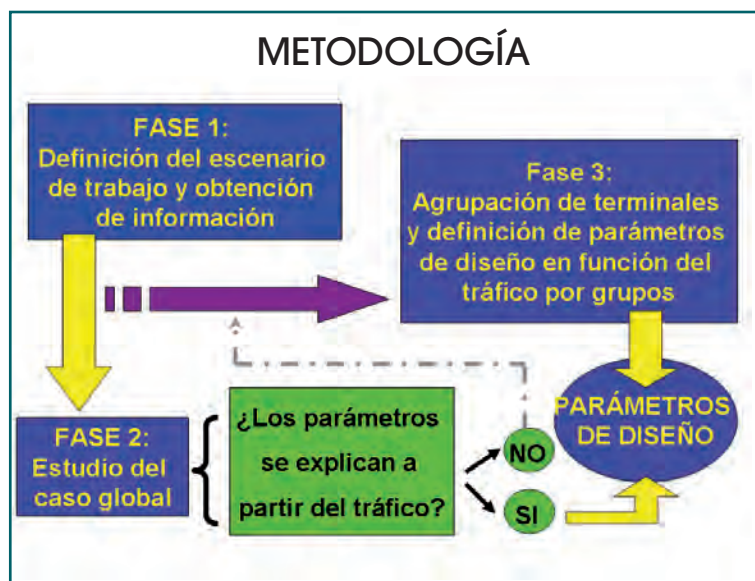 METODOLOGÍA
FASE 1:
Definición del escenario
de trabajo y obtención
de información
Fase 3:
Agrupación de terminales
y definición de parámetros
de diseño en función del
tráfico por grupos
FASE 2:
Estudio del
caso global
¿Los parámetros
se explican a
partir del tráfico?
NO
SI
PARÁMETROS
DE DISEÑO